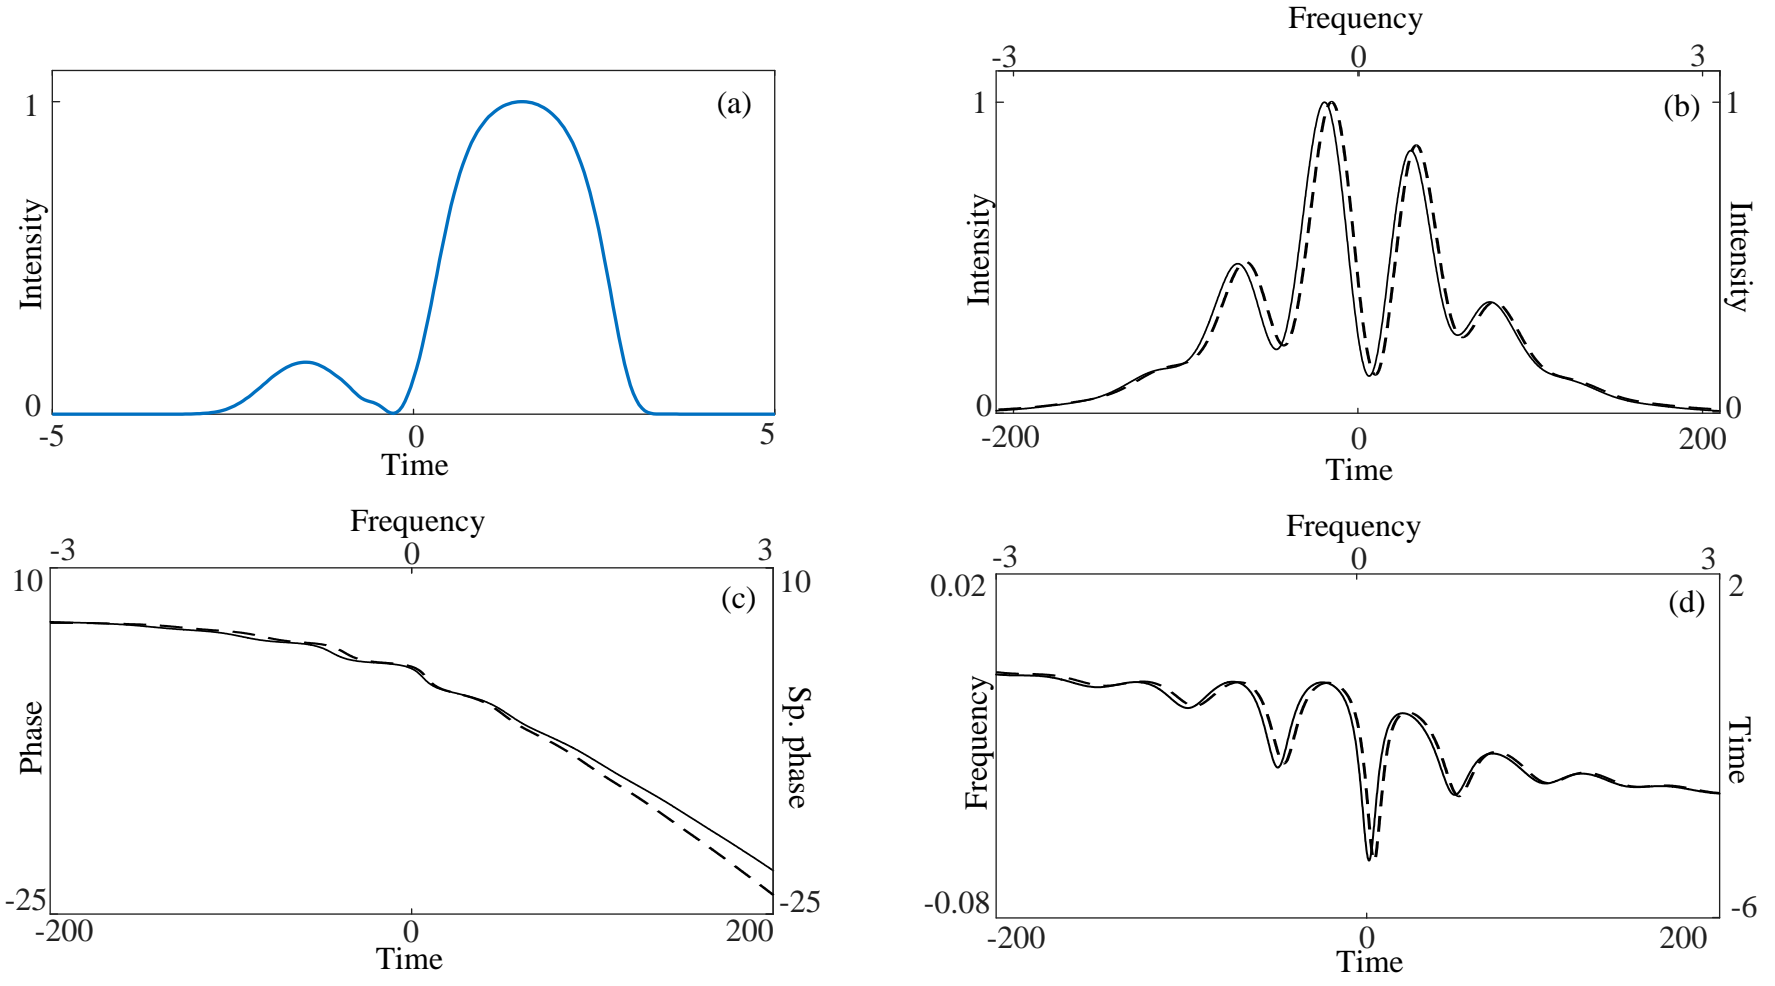 (a)
1
0
Intensity
-5
0
5
Time
Frequency
-3
0
3
(b)
1
0
Intensity
1
0
Intensity
-200
0
200
Time
Frequency
-3
0
3
(c)
10
-25
Phase
10
-25
Sp. phase
-200
0
200
Time
Frequency
-3
0
3
(d)
0.02
-0.08
Frequency
2
-6
Time
-200
0
200
Time